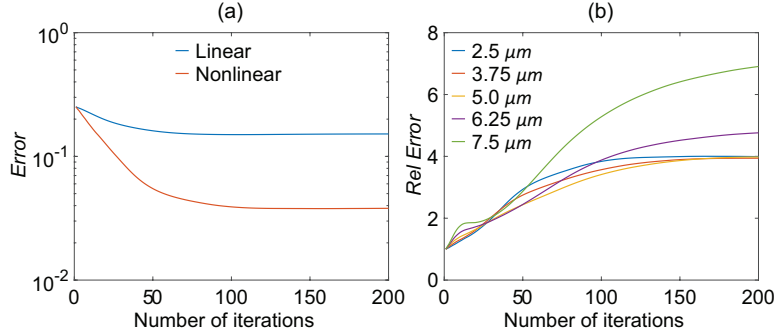 (a)
10^0
10^-1
10^-2
Error
Linear
Nonlinear
0
50
100
150
200
Number of iterations
(b)
8
6
4
2
0
Rel Error
2.5 μm
3.75 μm
5.0 μm
6.25 μm
7.5 μm
0
50
100
150
200
Number of iterations